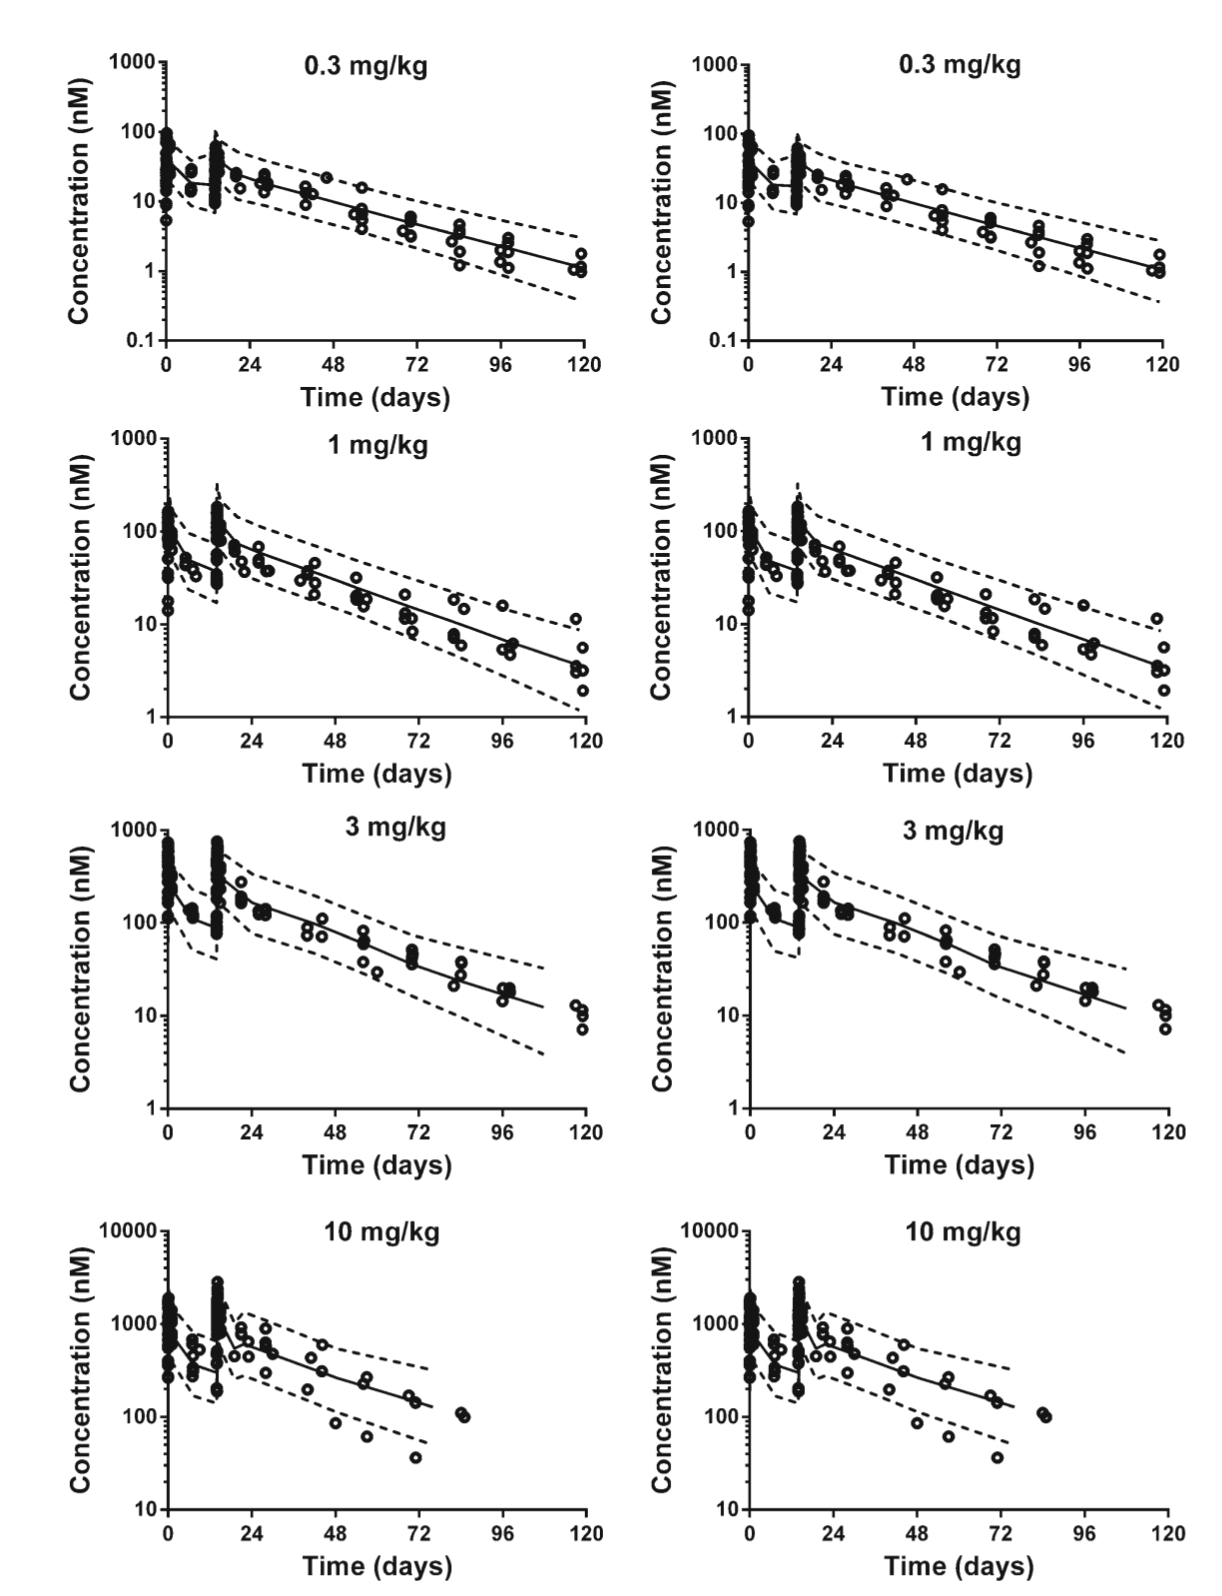 0.3 mg/kg
Concentration (nM)
1000
100
10
1
0.1
0 24 48 72 96 120
Time (days)
0.3 mg/kg
Concentration (nM)
1000
100
10
1
0.1
0 24 48 72 96 120
Time (days)
1 mg/kg
Concentration (nM)
1000
100
10
1
0 24 48 72 96 120
Time (days)
1 mg/kg
Concentration (nM)
1000
100
10
1
0 24 48 72 96 120
Time (days)
3 mg/kg
Concentration (nM)
1000
100
10
1
0 24 48 72 96 120
Time (days)
3 mg/kg
Concentration (nM)
1000
100
10
1
0 24 48 72 96 120
Time (days)
10 mg/kg
Concentration (nM)
10000
1000
100
10
0 24 48 72 96 120
Time (days)
10 mg/kg
Concentration (nM)
10000
1000
100
10
0 24 48 72 96 120
Time (days)